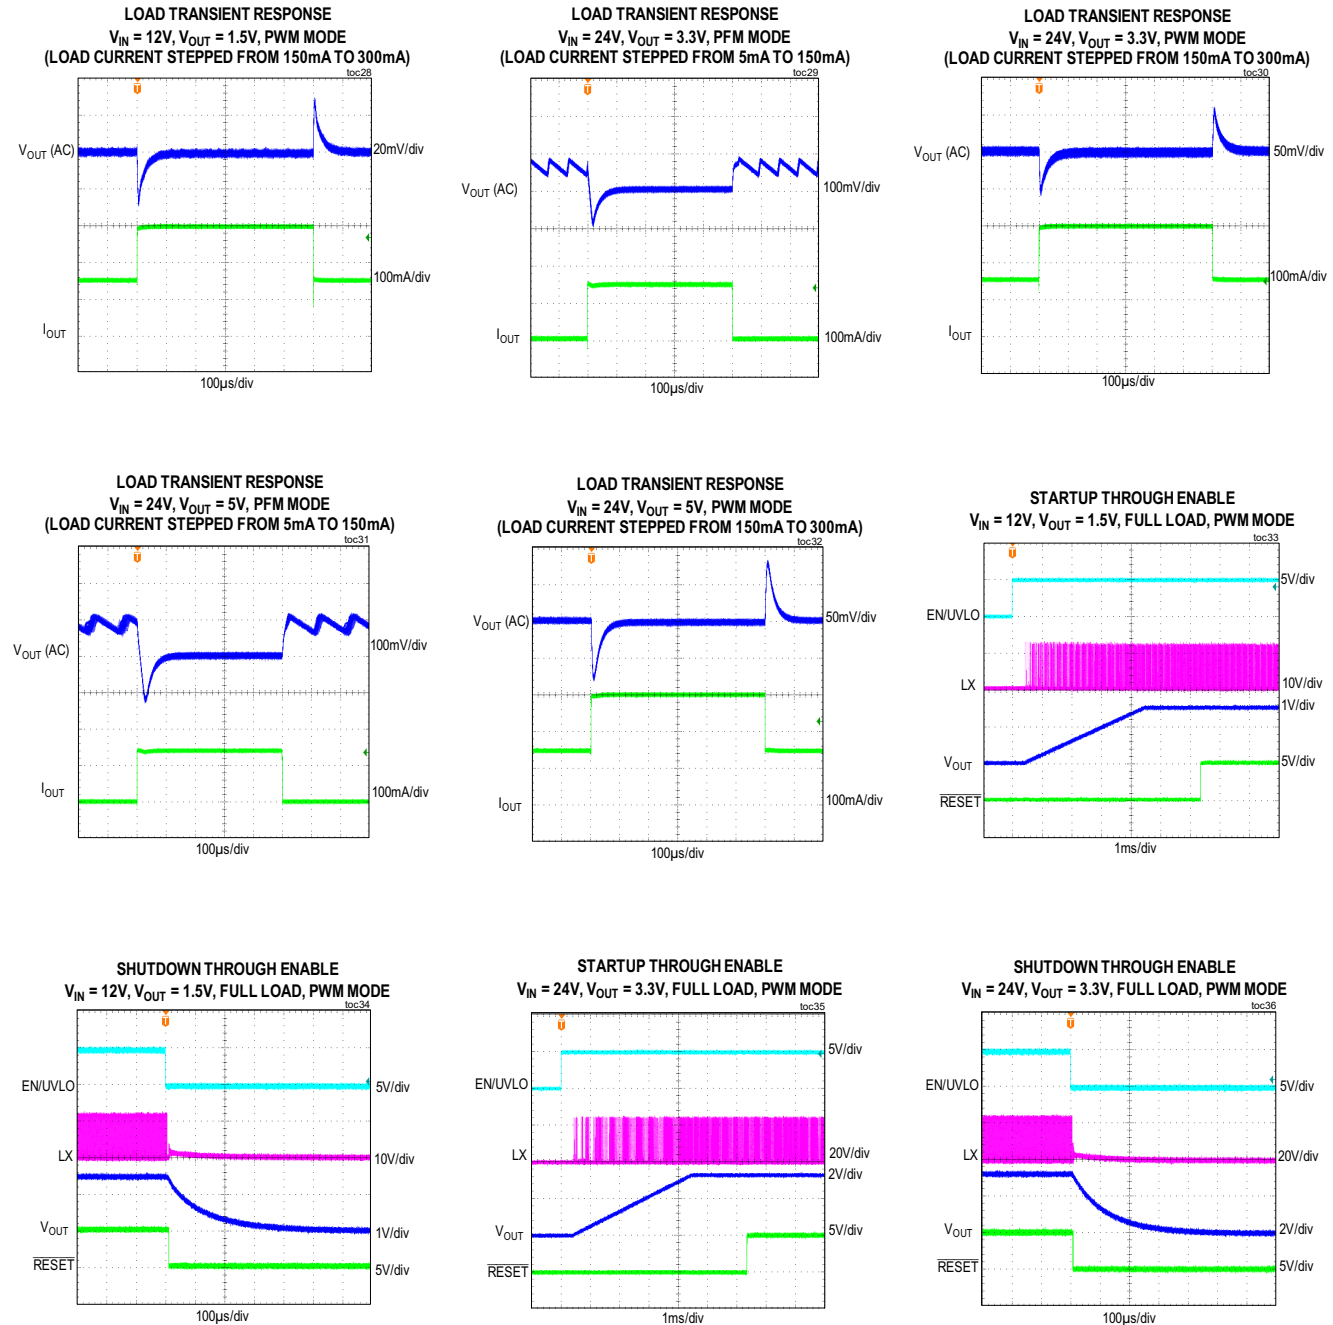 LOAD TRANSIENT RESPONSE
VIN = 12V, VOUT = 1.5V, PWM MODE
(LOAD CURRENT STEPPED FROM 150mA TO 300mA)
toc28
T
VOUT (AC)
20mV/div
100mA/div
IOUT
100µs/div
LOAD TRANSIENT RESPONSE
VIN = 24V, VOUT = 3.3V, PFM MODE
(LOAD CURRENT STEPPED FROM 5mA TO 150mA)
toc29
T
VOUT (AC)
100mV/div
IOUT
100mA/div
100µs/div
LOAD TRANSIENT RESPONSE
VIN = 24V, VOUT = 3.3V, PWM MODE
(LOAD CURRENT STEPPED FROM 150mA TO 300mA)
toc30
T
VOUT (AC)
50mV/div
100mA/div
IOUT
100µs/div
LOAD TRANSIENT RESPONSE
VIN = 24V, VOUT = 5V, PFM MODE
(LOAD CURRENT STEPPED FROM 5mA TO 150mA)
toc31
T
VOUT (AC)
100mV/div
IOUT
100mA/div
100µs/div
LOAD TRANSIENT RESPONSE
VIN = 24V, VOUT = 5V, PWM MODE
(LOAD CURRENT STEPPED FROM 150mA TO 300mA)
toc32
T
VOUT (AC)
50mV/div
IOUT
100mA/div
100µs/div
STARTUP THROUGH ENABLE
VIN = 12V, VOUT = 1.5V, FULL LOAD, PWM MODE
toc33
T
5V/div
EN/UVLO
LX
10V/div
1V/div
VOUT
5V/div
RESET
1ms/div
SHUTDOWN THROUGH ENABLE
VIN = 12V, VOUT = 1.5V, FULL LOAD, PWM MODE
toc34
T
EN/UVLO
5V/div
LX
10V/div
VOUT
1V/div
RESET
5V/div
100µs/div
STARTUP THROUGH ENABLE
VIN = 24V, VOUT = 3.3V, FULL LOAD, PWM MODE
toc35
T
5V/div
EN/UVLO
LX
20V/div
2V/div
VOUT
5V/div
RESET
1ms/div
SHUTDOWN THROUGH ENABLE
VIN = 24V, VOUT = 3.3V, FULL LOAD, PWM MODE
toc36
T
EN/UVLO
5V/div
LX
20V/div
VOUT
2V/div
RESET
5V/div
100µs/div